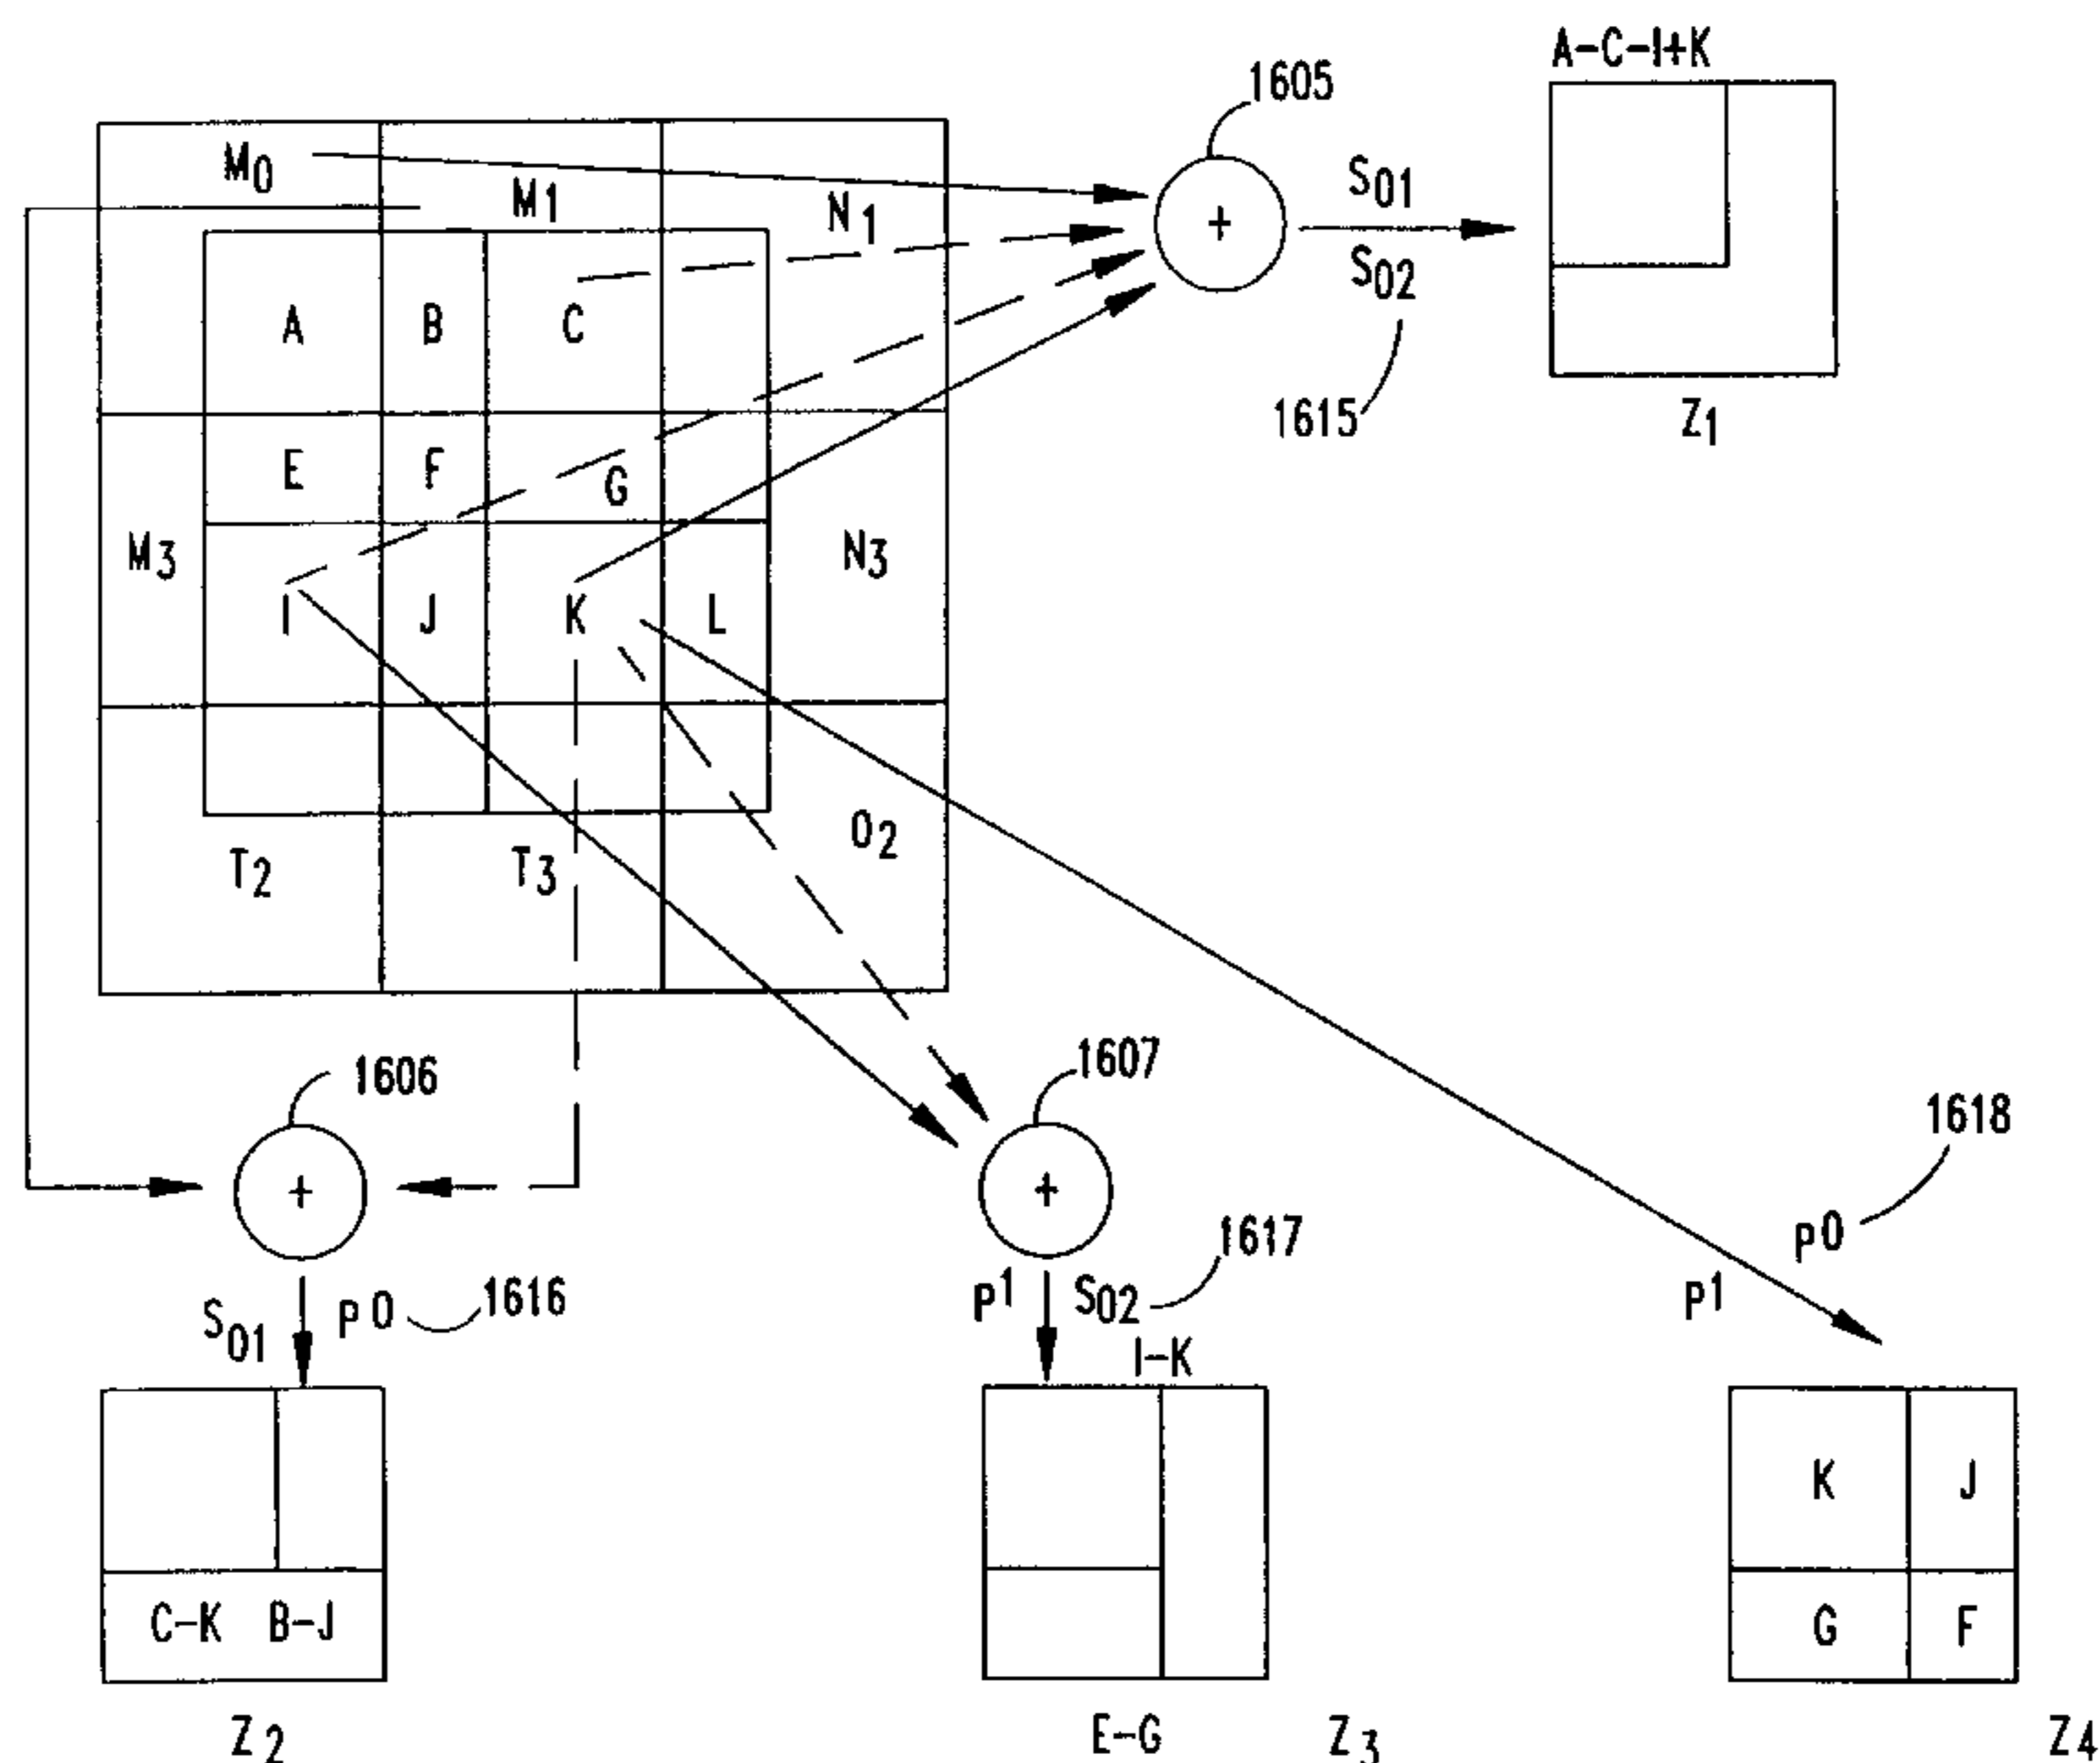 A-C-I+K
1605
M0
M1
N1
S01
S02
A
B
C
1615
Z1
E
F
G
M3
N3
I
J
K
L
T2
T3
O2
1606
1607
1618
+
+
+
S01
p0
1616
p1
S02
1617
p1
p0
I-K
K
J
C-K
B-J
G
F
Z2
E-G
Z3
Z4